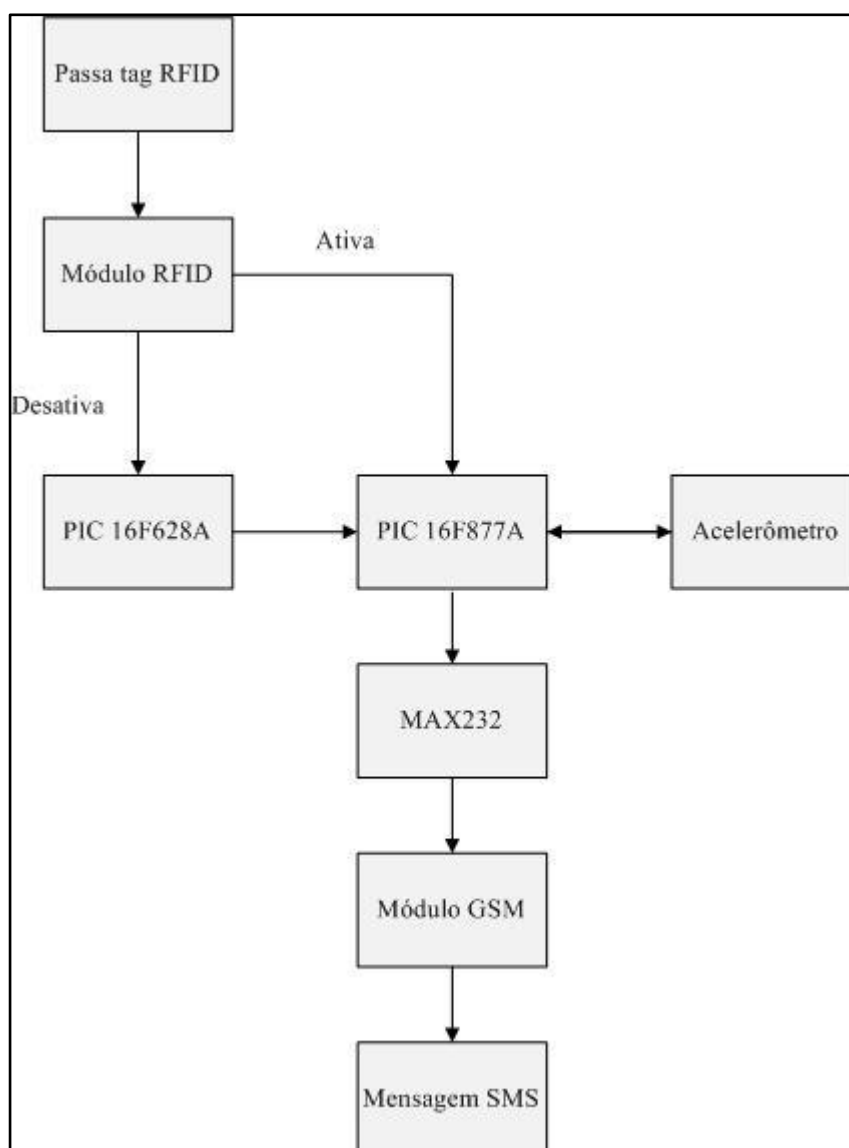 Passa tag RFID
Ativa
Módulo RFID
Desativa
PIC 16F628A
PIC 16F877A
Acelerômetro
MAX232
Módulo GSM
Mensagem SMS